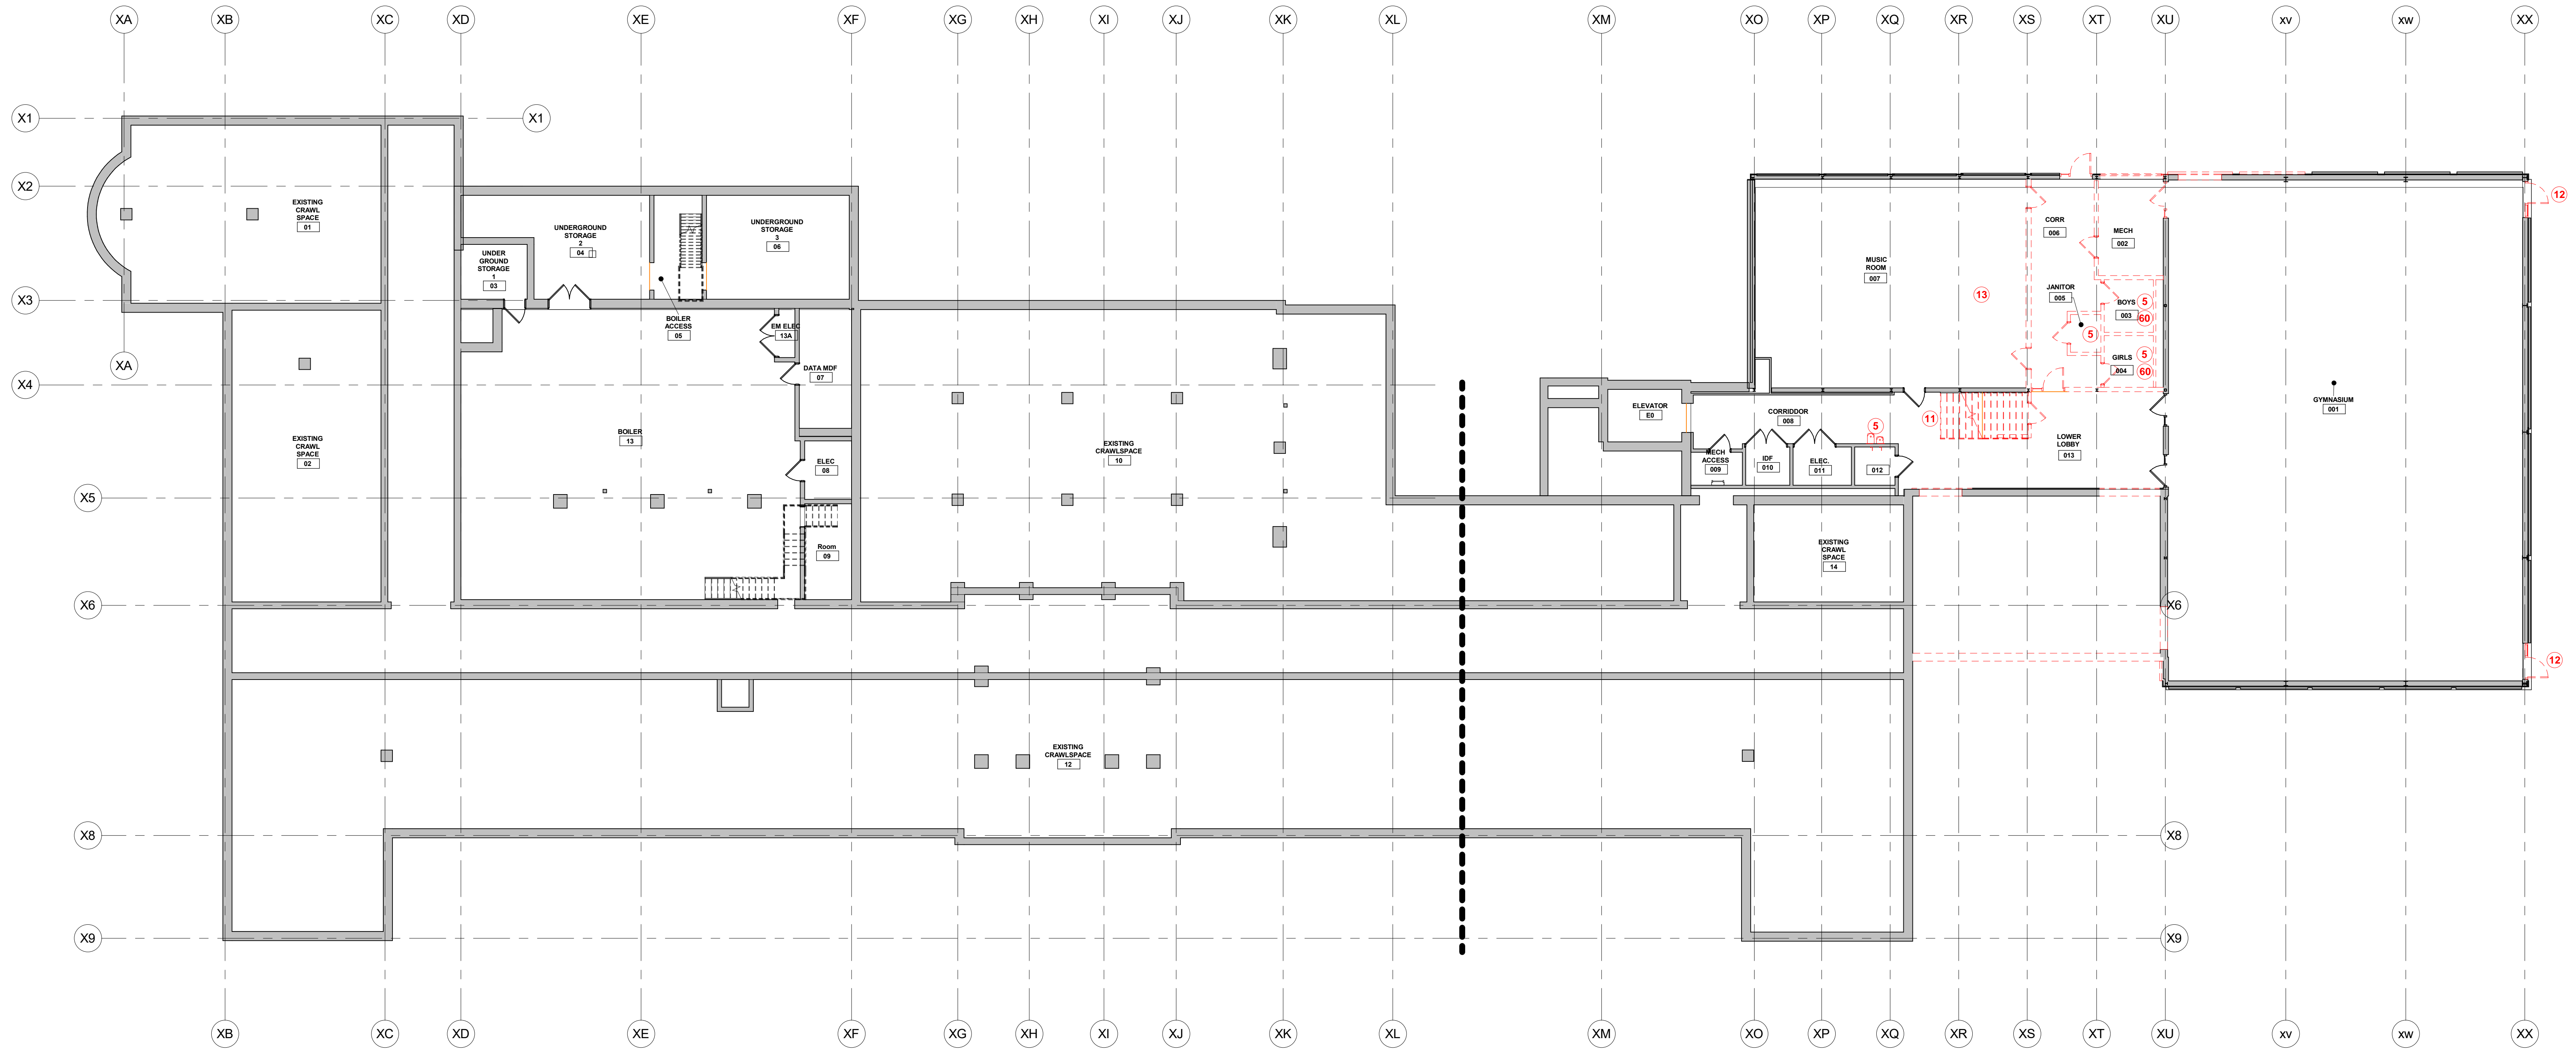 XA XB XC XD XE XF XG XH XI XJ XK XL XM XO XP XQ XR XS XT XU xv xw XX
X1 X1
X2
12
EXISTING
CRAWL
SPACE
01
UNDERGROUND
STORAGE
2
04
UNDERGROUND
STORAGE
3
06
UNDER
GROUND
STORAGE
1
03
CORR
006
MECH
002
MUSIC
ROOM
007
13
JANITOR
005
BOYS
003
5
60
5
GIRLS
004
5
60
X3
BOILER
ACCESS
05
EM ELEC
13A
XA
X4
DATA MDF
07
GYMNASIUM
001
ELEVATOR
E0
CORRIDDOR
008
5
11
LOWER
LOBBY
013
EXISTING
CRAWL
SPACE
02
BOILER
13
ELEC
08
EXISTING
CRAWLSPACE
10
MECH
ACCESS
009
IDF
010
ELEC.
011
012
X5
Room
09
EXISTING
CRAWL
SPACE
14
X6 X6
12
EXISTING
CRAWLSPACE
12
X8 X8
X9 X9
XB XC XD XE XF XG XH XI XJ XK XL XM XO XP XQ XR XS XT XU xv xw XX